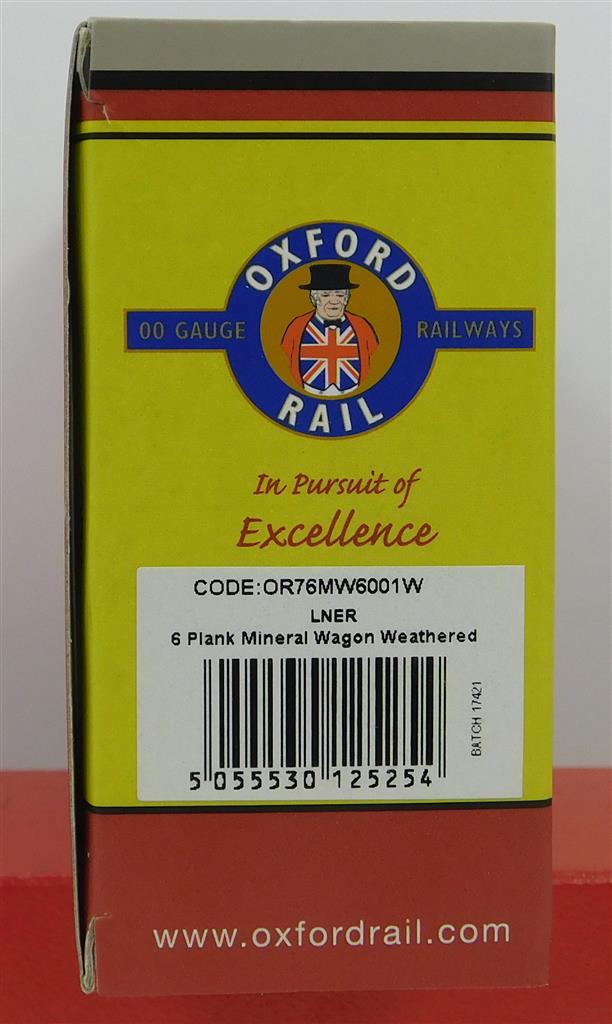 OXFORD
00 GAUGE RAILWAYS
RAIL
In Pursuit of
Excellence
CODE:OR76MW6001W
LNER
6 Plank Mineral Wagon Weathered
BATCH 17421
5 055530 125254
www.oxfordrail.com